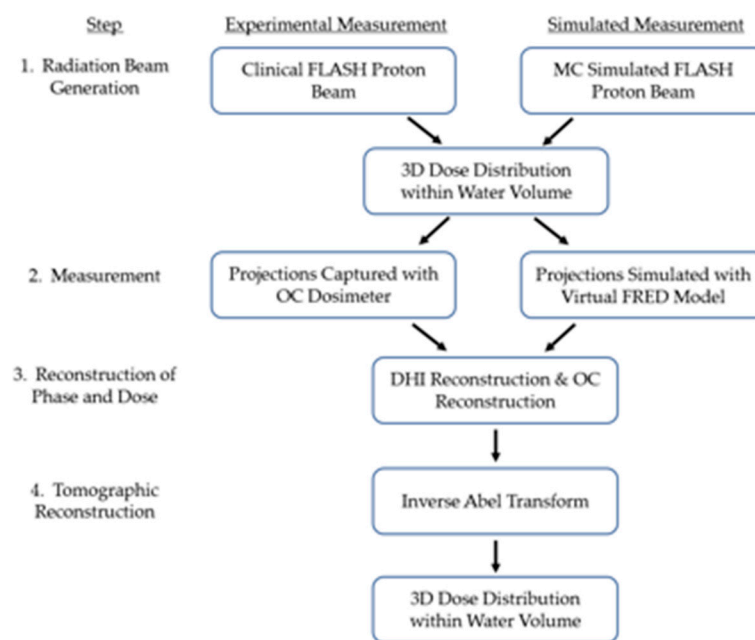 Step
Experimental Measurement
Simulated Measurement
1. Radiation Beam
Generation
Clinical FLASH Proton
Beam
MC Simulated FLASH
Proton Beam
3D Dose Distribution
within Water Volume
2. Measurement
Projections Captured with
OC Dosimeter
Projections Simulated with
Virtual FRED Model
3. Reconstruction of
Phase and Dose
DHI Reconstruction & OC
Reconstruction
4. Tomographic
Reconstruction
Inverse Abel Transform
3D Dose Distribution
within Water Volume